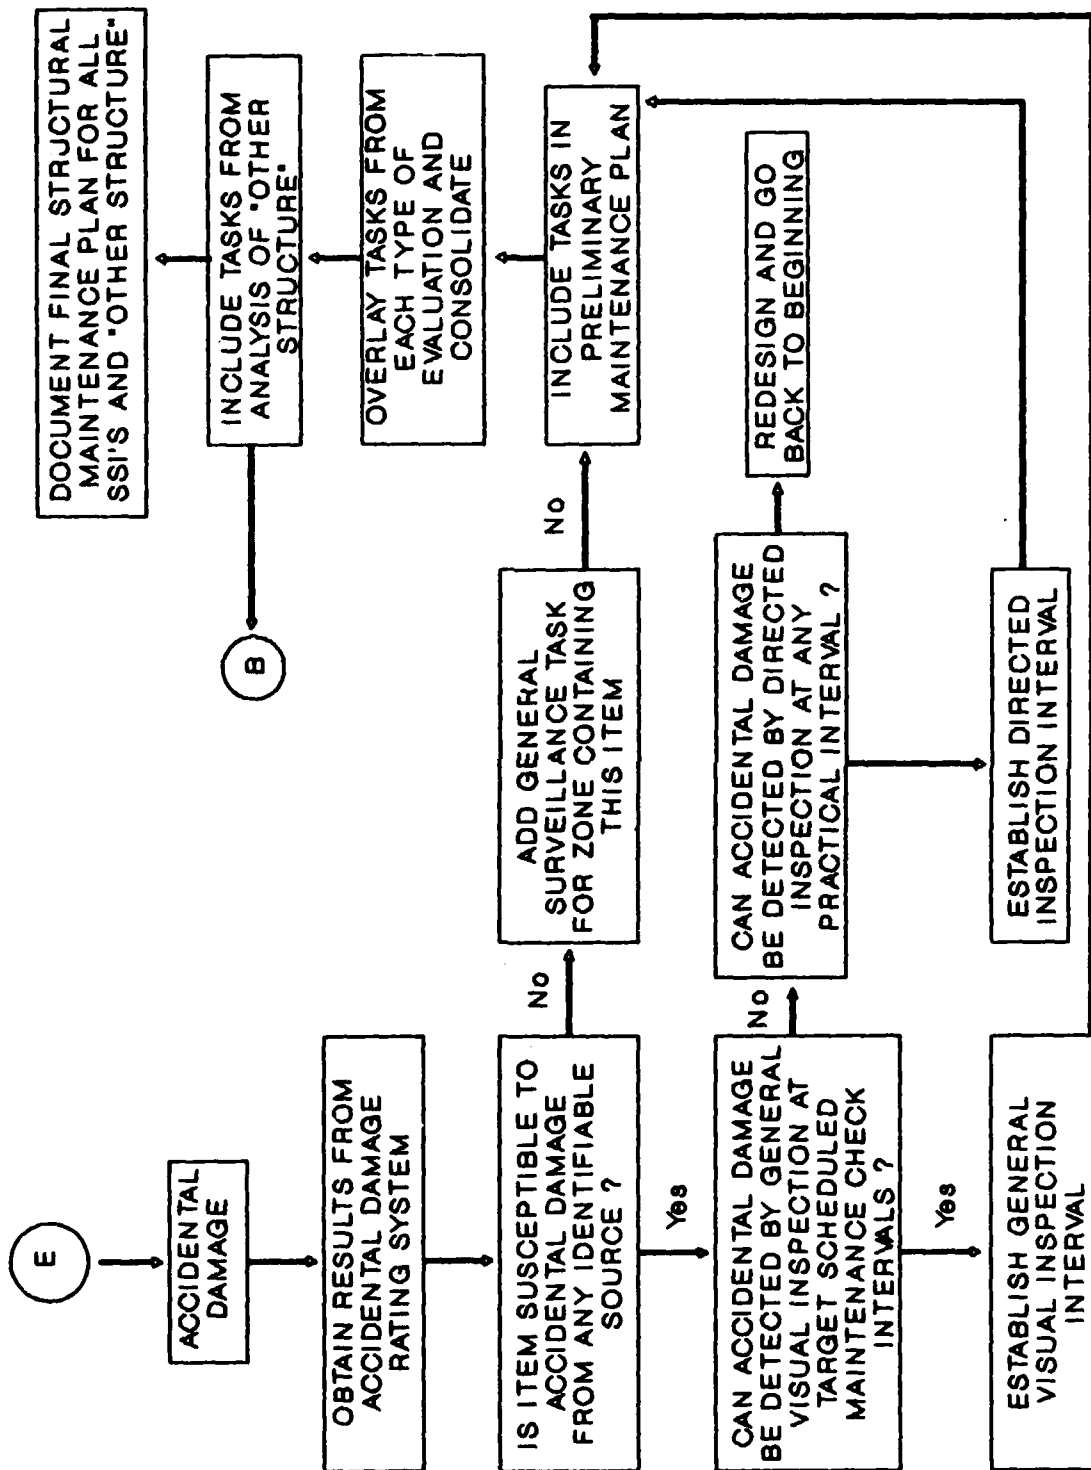 E
ACCIDENTAL
DAMAGE
OBTAIN RESULTS FROM
ACCIDENTAL DAMAGE
RATING SYSTEM
IS ITEM SUSCEPTIBLE TO
ACCIDENTAL DAMAGE
FROM ANY IDENTIFIABLE
SOURCE ?
No
Yes
ADD GENERAL
SURVEILLANCE TASK
FOR ZONE CONTAINING
THIS ITEM
No
CAN ACCIDENTAL DAMAGE
BE DETECTED BY GENERAL
VISUAL INSPECTION AT
TARGET SCHEDULED
MAINTENANCE CHECK
INTERVALS ?
No
Yes
CAN ACCIDENTAL DAMAGE
BE DETECTED BY DIRECTED
INSPECTION AT ANY
PRACTICAL INTERVAL ?
REDESIGN AND GO
BACK TO BEGINNING
ESTABLISH GENERAL
VISUAL INSPECTION
INTERVAL
ESTABLISH DIRECTED
INSPECTION INTERVAL
INCLUDE TASKS IN
PRELIMINARY
MAINTENANCE PLAN
OVERLAY TASKS FROM
EACH TYPE OF
EVALUATION AND
CONSOLIDATE
INCLUDE TASKS FROM
ANALYSIS OF "OTHER
STRUCTURE"
B
DOCUMENT FINAL STRUCTURAL
MAINTENANCE PLAN FOR ALL
SSI'S AND "OTHER STRUCTURE"